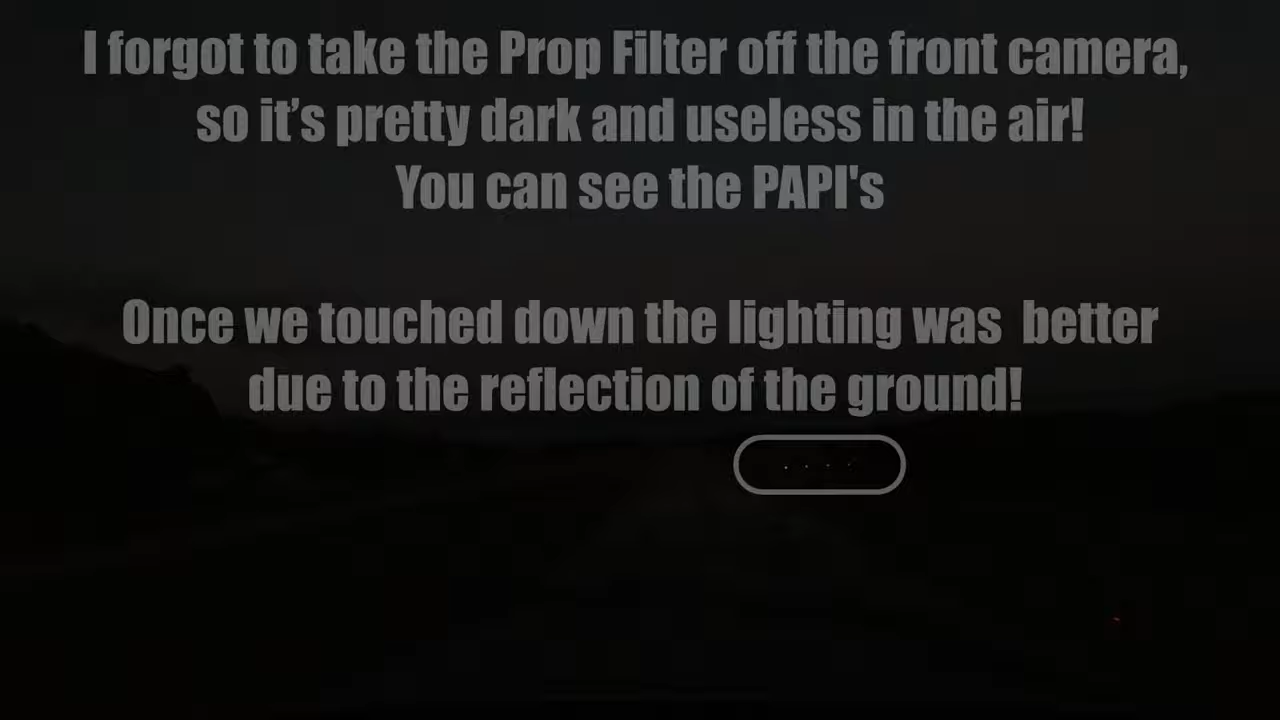 I forgot to take the Prop Filter off the front camera,
so it’s pretty dark and useless in the air!
You can see the PAPI's
Once we touched down the lighting was  better
due to the reflection of the ground!